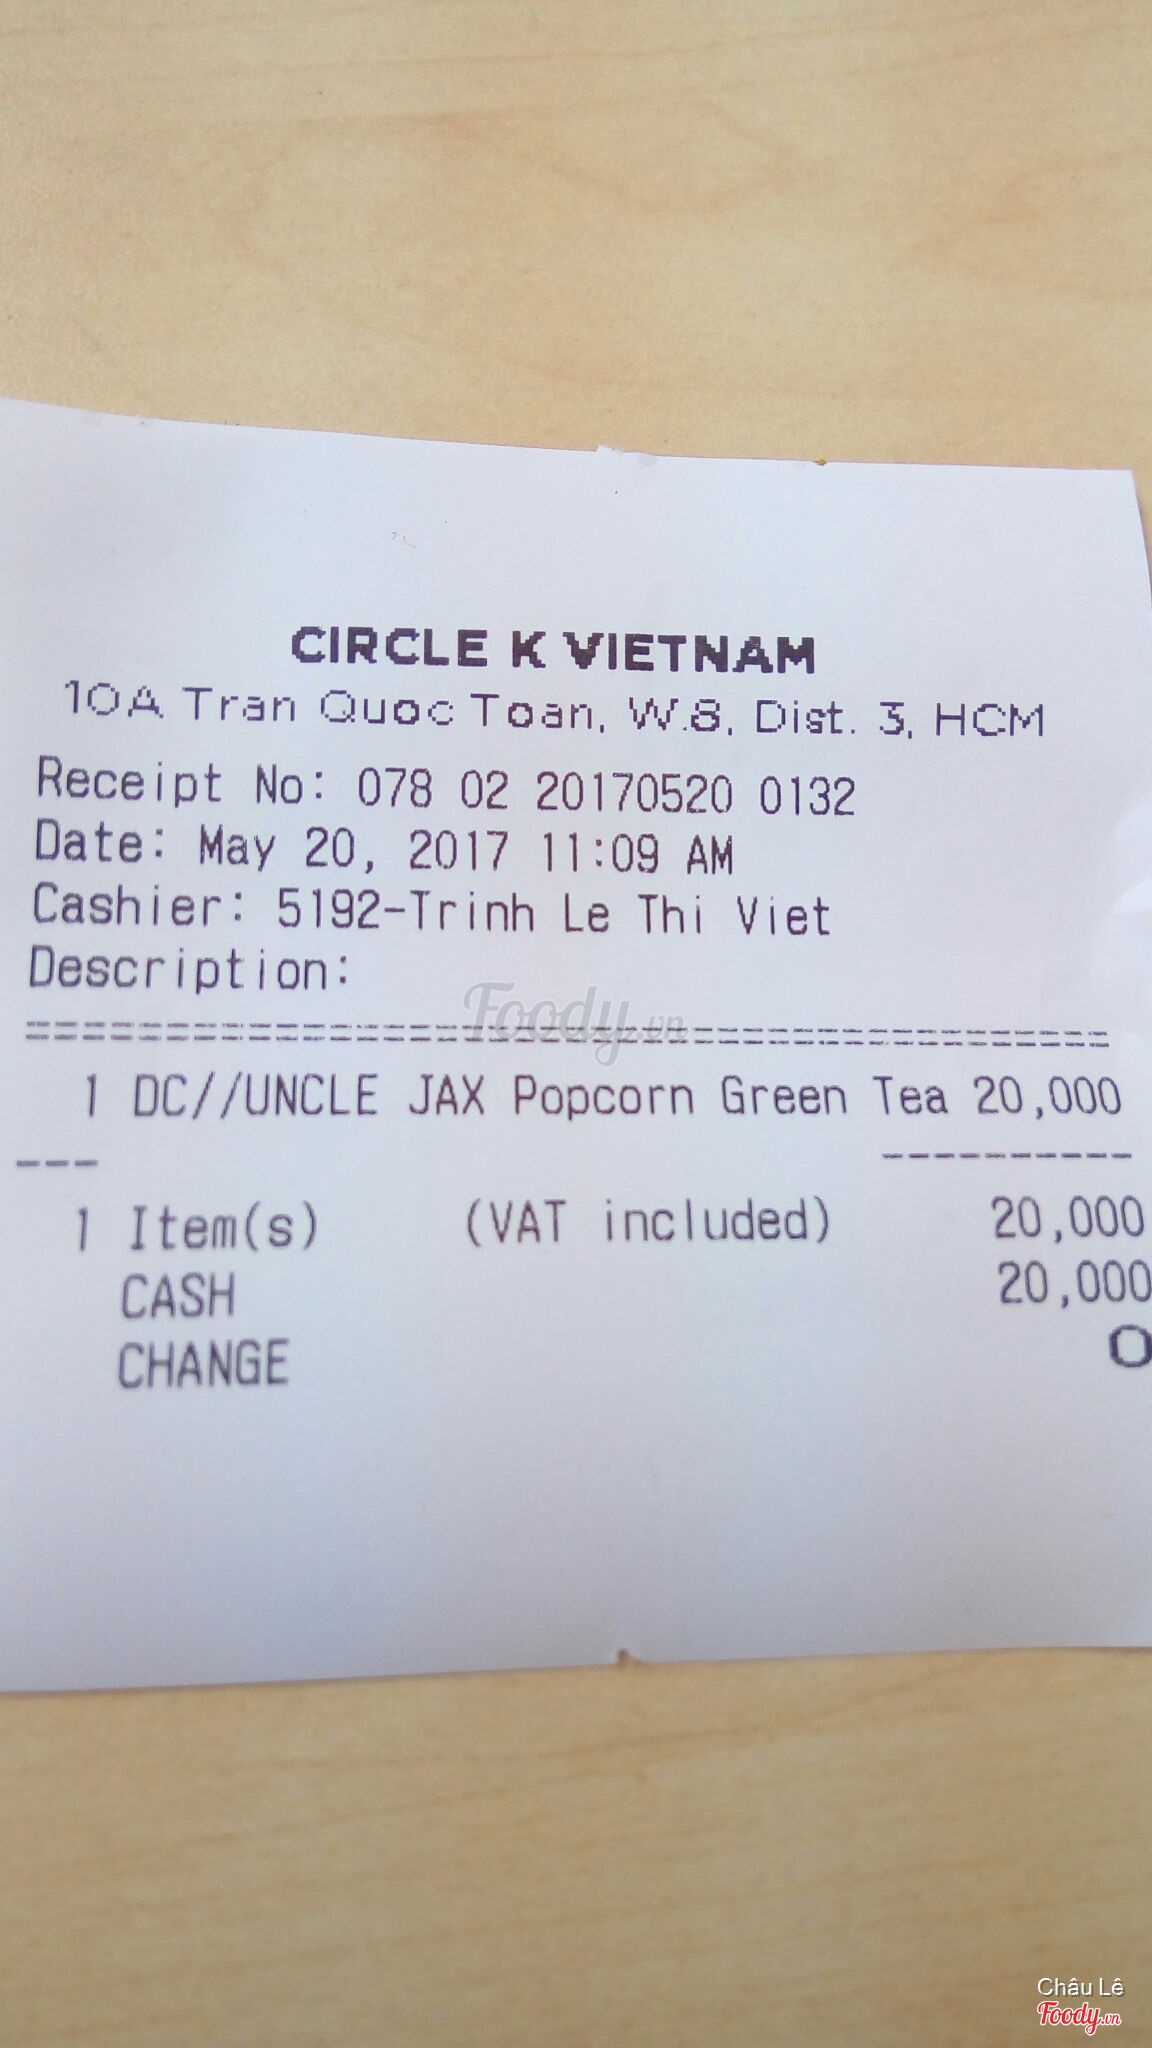 CIRCLE K VIETNAM
10A Tran Quoc Toan, W.8, Dist. 3, HCM
Receipt No: 078 02 20170520 0132
Date: May 20, 2017 11:09 AM
Cashier: 5192-Trinh Le Thi Viet
Description:
Foody.vn
1 DC//UNCLE JAX Popcorn Green Tea 20,000
1 Item(s) (VAT included) 20,000
CASH 20,000
CHANGE 0
Châu Lê
Foody.vn